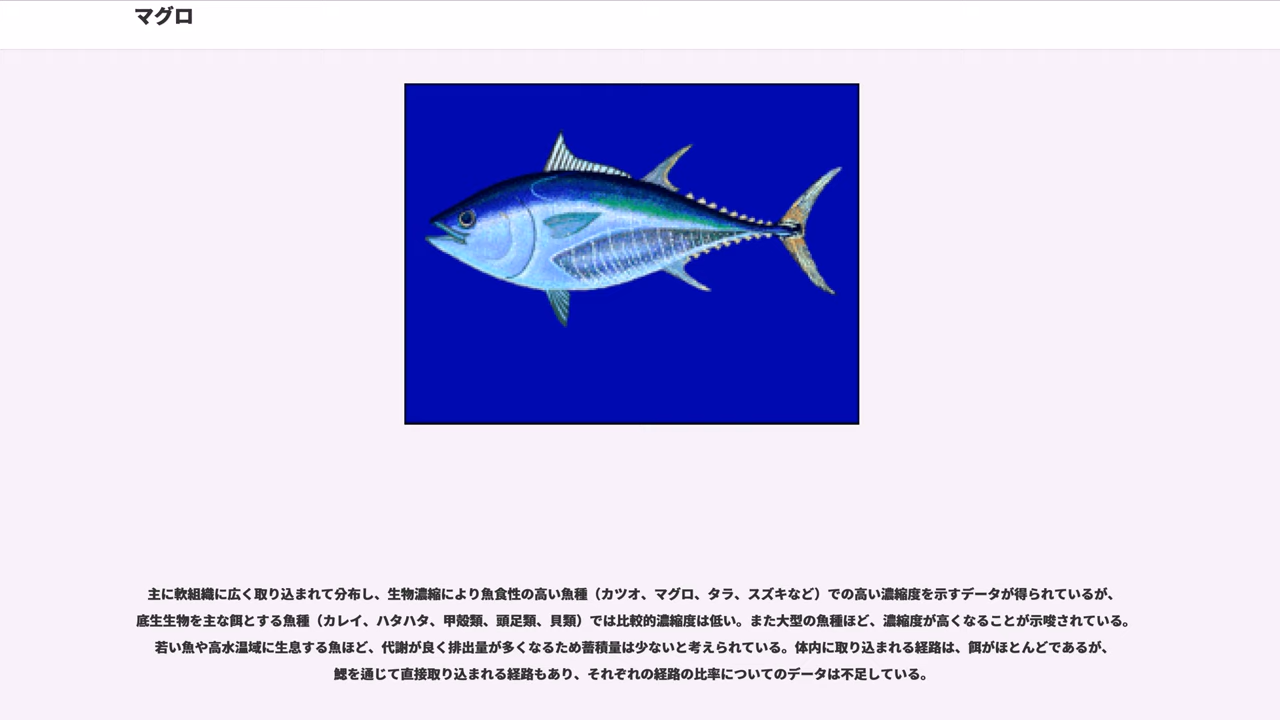 マグロ
主に軟組織に広く取り込まれて分布し、生物濃縮により魚食性の高い魚種（カツオ、マグロ、タラ、スズキなど）での高い濃縮度を示すデータが得られているが、
底生生物を主な餌とする魚種（カレイ、ハタハタ、甲殻類、頭足類、貝類）では比較的濃縮度は低い。また大型の魚種ほど、濃縮度が高くなることが示唆されている。
若い魚や高水温域に生息する魚ほど、代謝が良く排出量が多くなるため蓄積量は少ないと考えられている。体内に取り込まれる経路は、餌がほとんどであるが、
鰓を通じて直接取り込まれる経路もあり、それぞれの経路の比率についてのデータは不足している。